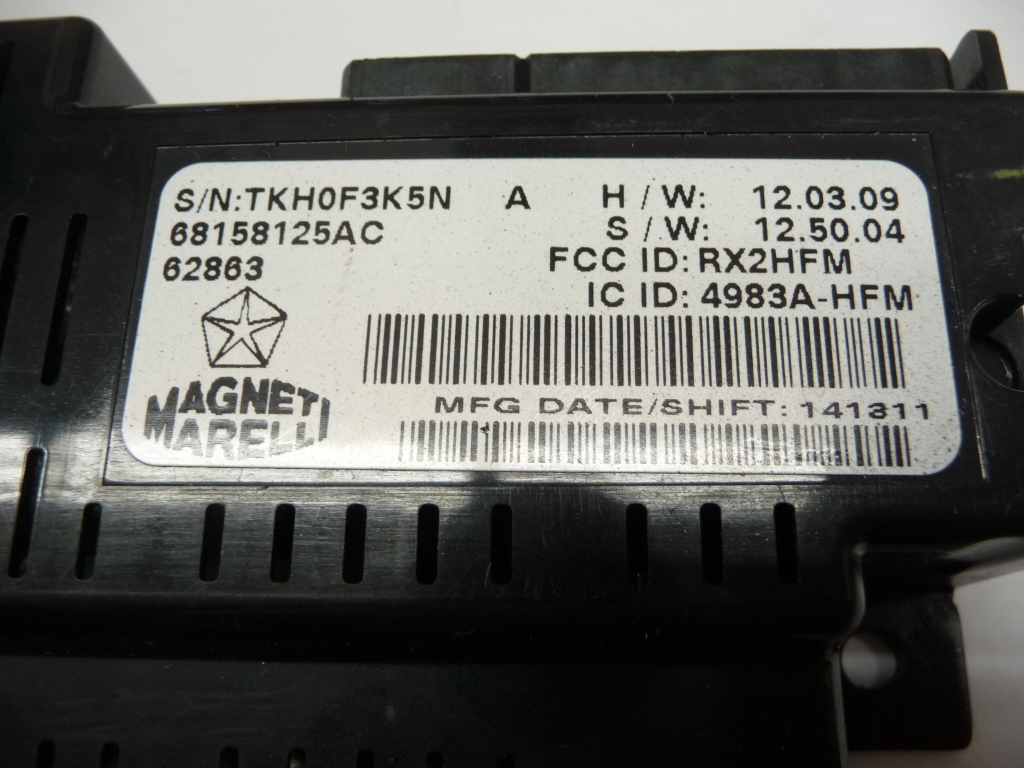 S/N:TKH0F3K5N A H / W: 12.03.09
68158125AC S / W: 12.50.04
62863 FCC ID: RX2HFM
IC ID: 4983A-HFM
MAGNETI
MARELLI
MFG DATE/SHIFT: 141311